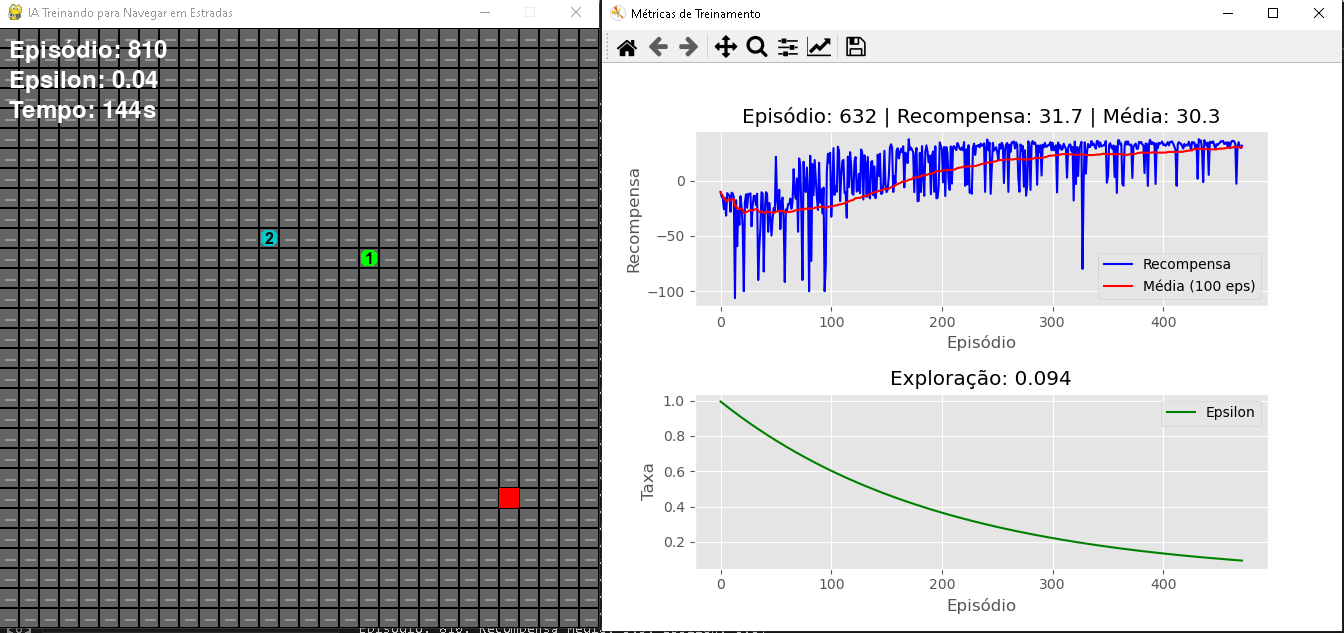 IA Treinando para Navegar em Estradas
Episódio: 810
Epsilon: 0.04
Tempo: 144s
2
1
Métricas de Treinamento
Episódio: 632 | Recompensa: 31.7 | Média: 30.3
Recompensa
0
−50
−100
Recompensa
Média (100 eps)
0 100 200 300 400
Episódio
Exploração: 0.094
Taxa
1.0
0.8
0.6
0.4
0.2
Epsilon
0 100 200 300 400
Episódio
Episódio: 810, Recompensa Média: